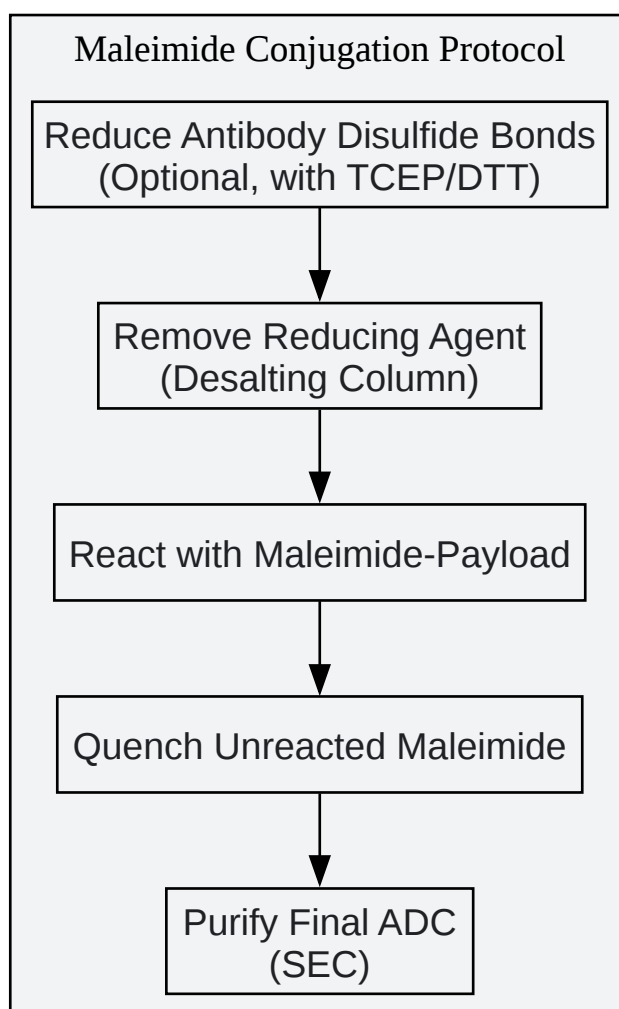 Maleimide Conjugation Protocol
Reduce Antibody Disulfide Bonds
(Optional, with TCEP/DTT)
Remove Reducing Agent
(Desalting Column)
React with Maleimide-Payload
Quench Unreacted Maleimide
Purify Final ADC
(SEC)